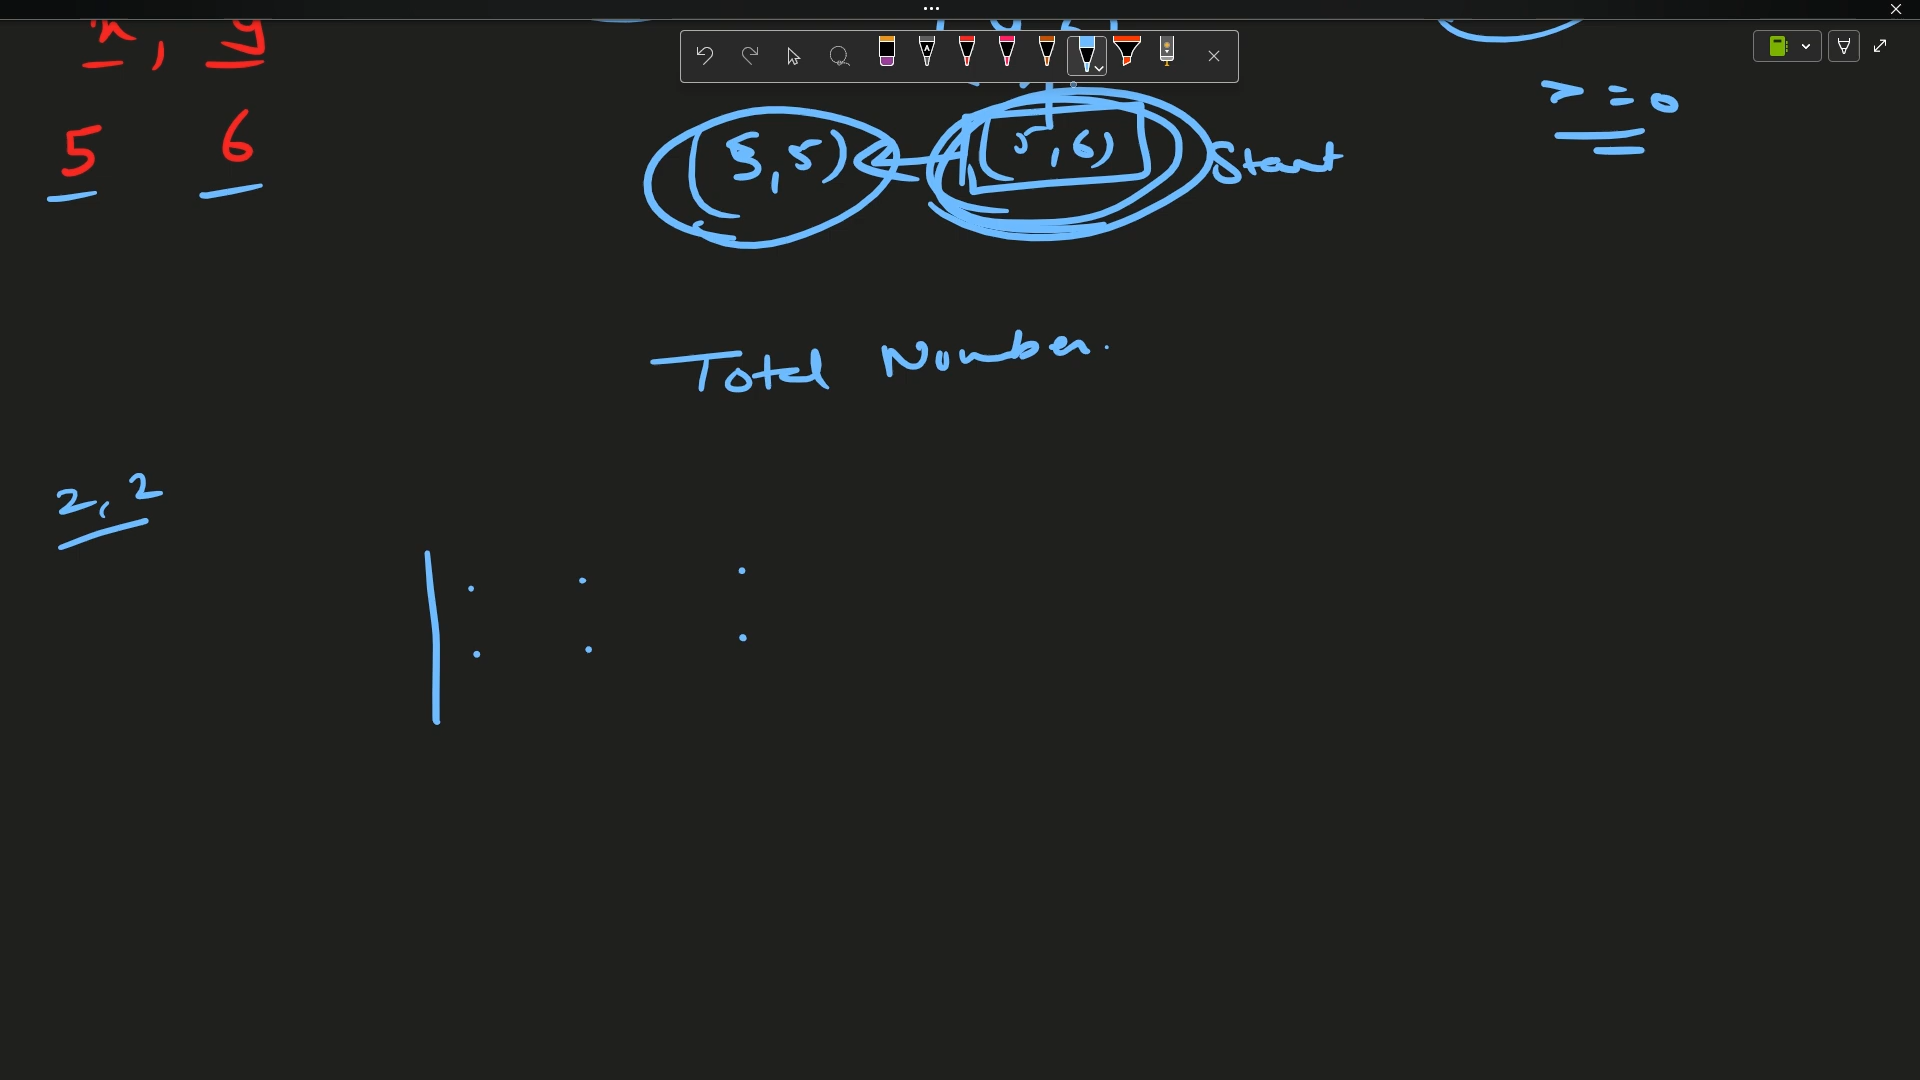 x, y
5 6
r = 0
(5,5) (5,6) Start
Total Number.
2, 2